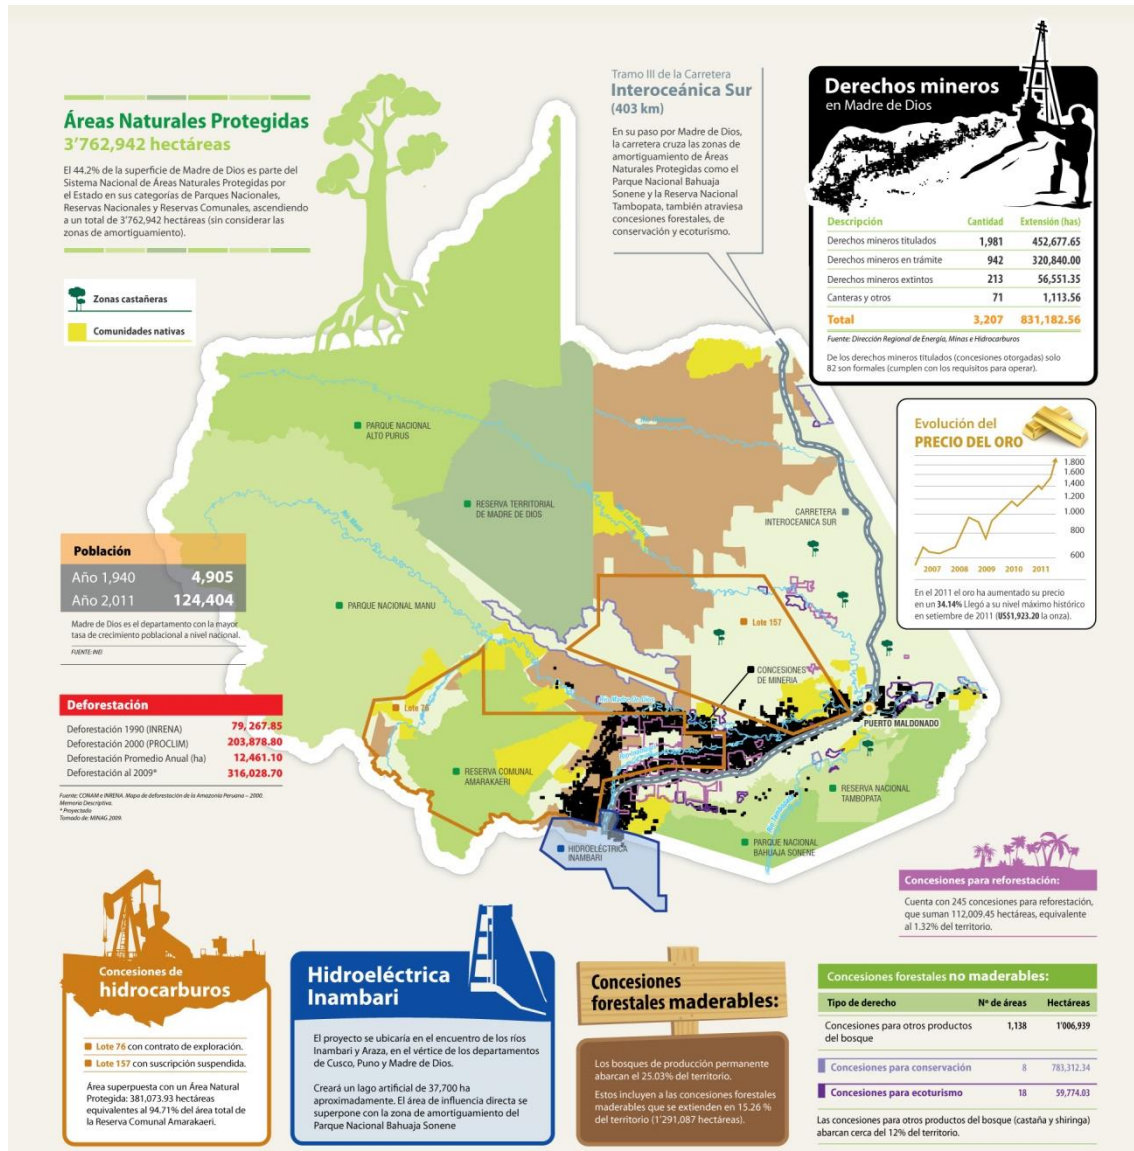 Áreas Naturales Protegidas
3'762,942 hectáreas
El 44.2% de la superficie de Madre de Dios es parte del
Sistema Nacional de Áreas Naturales Protegidas por
el Estado en sus categorías de Parques Nacionales,
Reservas Nacionales y Reservas Comunales, ascendiendo
a un total de 3'762,942 hectáreas (sin considerar las
zonas de amortiguamiento).
Zonas castañeras
Comunidades nativas
Tramo III de la Carretera
Interoceánica Sur
(403 km)
En su paso por Madre de Dios,
la carretera cruza las zonas de
amortiguamiento de Áreas
Naturales Protegidas como el
Parque Nacional Bahuaja
Sonene y la Reserva Nacional
Tambopata, también atraviesa
concesiones forestales, de
conservación y ecoturismo.
Derechos mineros
en Madre de Dios
Descripción Cantidad Extensión (has)
Derechos mineros titulados 1,981 452,677.65
Derechos mineros en trámite 942 320,840.00
Derechos mineros extintos 213 56,551.35
Canteras y otros 71 1,113.56
Total 3,207 831,182.56
Fuente: Dirección Regional de Energía, Minas e Hidrocarburos
De los derechos mineros titulados (concesiones otorgadas) solo
82 son formales (cumplen con los requisitos para operar).
Evolución del
PRECIO DEL ORO
1.800
1.600
1,400
1.200
1.000
800
600
2007 2008 2009 2010 2011
En el 2011 el oro ha aumentado su precio
en un 34.14% Llegó a su nivel máximo histórico
en setiembre de 2011 (US$1,923.20 la onza).
PARQUE NACIONAL
ALTO PURUS
RESERVA TERRITORIAL
DE MADRE DE DIOS
CARRETERA
INTEROCEANICA SUR
Río Manu
PARQUE NACIONAL MANU
Lote 157
CONCESIONES
DE MINERIA
Río Madre De Dios
Lote 76
PUERTO MALDONADO
RESERVA COMUNAL
AMARAKAERI
RESERVA NACIONAL
TAMBOPATA
Río Tambopata
PARQUE NACIONAL
BAHUAJA SONENE
HIDROELÉCTRICA
INAMBARI
Población
Año 1,940 4,905
Año 2,011 124,404
Madre de Dios es el departamento con la mayor
tasa de crecimiento poblacional a nivel nacional.
FUENTE: INEI
Deforestación
Deforestación 1990 (INRENA) 79, 267.85
Deforestación 2000 (PROCLIM) 203,878.80
Deforestación Promedio Anual (ha) 12,461.10
Deforestación al 2009* 316,028.70
Fuente: CONAM e INRENA. Mapa de deforestación de la Amazonía Peruana – 2000.
Memoria Descriptiva.
* Proyectado
Tomado de: MINAG 2009.
Concesiones para reforestación:
Cuenta con 245 concesiones para reforestación,
que suman 112,009.45 hectáreas, equivalente
al 1.32% del territorio.
Concesiones de
hidrocarburos
Lote 76 con contrato de exploración.
Lote 157 con suscripción suspendida.
Área superpuesta con un Área Natural
Protegida: 381,073.93 hectáreas
equivalentes al 94.71% del área total de
la Reserva Comunal Amarakaeri.
Hidroeléctrica
Inambari
El proyecto se ubicaría en el encuentro de los ríos
Inambari y Araza, en el vértice de los departamentos
de Cusco, Puno y Madre de Dios.
Creará un lago artificial de 37,700 ha
aproximadamente. El área de influencia directa se
superpone con la zona de amortiguamiento del
Parque Nacional Bahuaja Sonene
Concesiones
forestales maderables:
Los bosques de producción permanente
abarcan el 25.03% del territorio.
Estos incluyen a las concesiones forestales
maderables que se extienden en 15.26 %
del territorio (1'291,087 hectáreas).
Concesiones forestales no maderables:
Tipo de derecho Nº de áreas Hectáreas
Concesiones para otros productos 1,138 1'006,939
del bosque
Concesiones para conservación 8 783,312.34
Concesiones para ecoturismo 18 59,774.03
Las concesiones para otros productos del bosque (castaña y shiringa)
abarcan cerca del 12% del territorio.